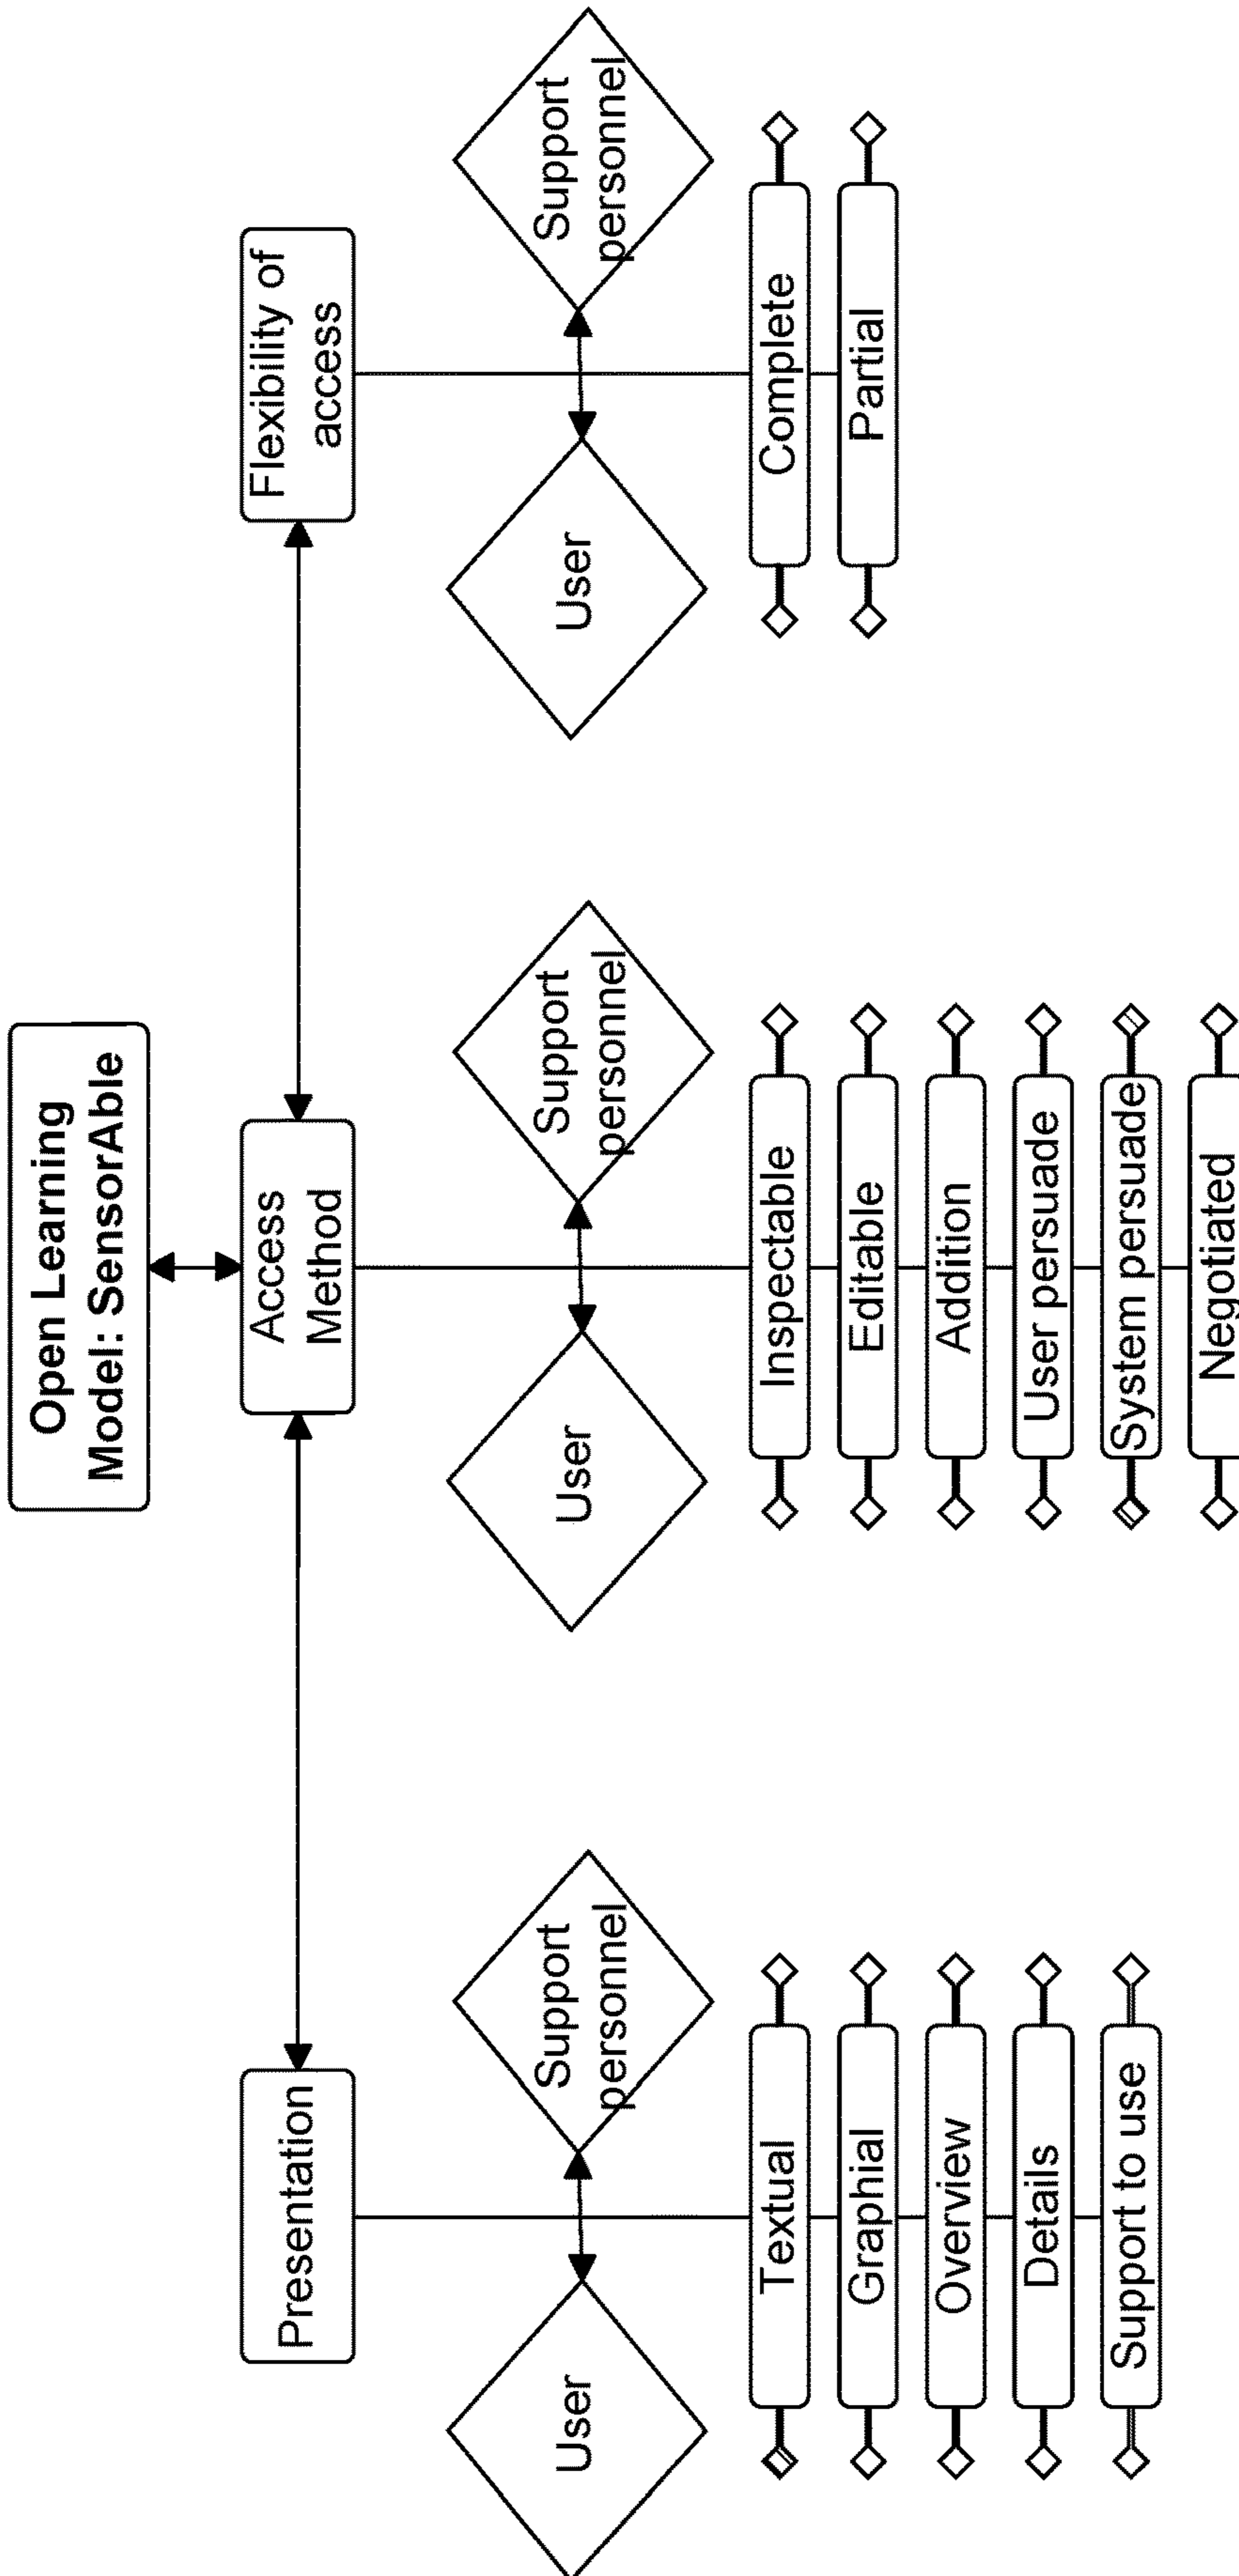 Open Learning
Model: SensorAble
Presentation
Access
Method
Flexibility of
access
User
Support
personnel
User
Support
personnel
User
Support
personnel
Textual
Graphial
Overview
Details
Support to use
Inspectable
Editable
Addition
User persuade
System persuade
Negotiated
Complete
Partial